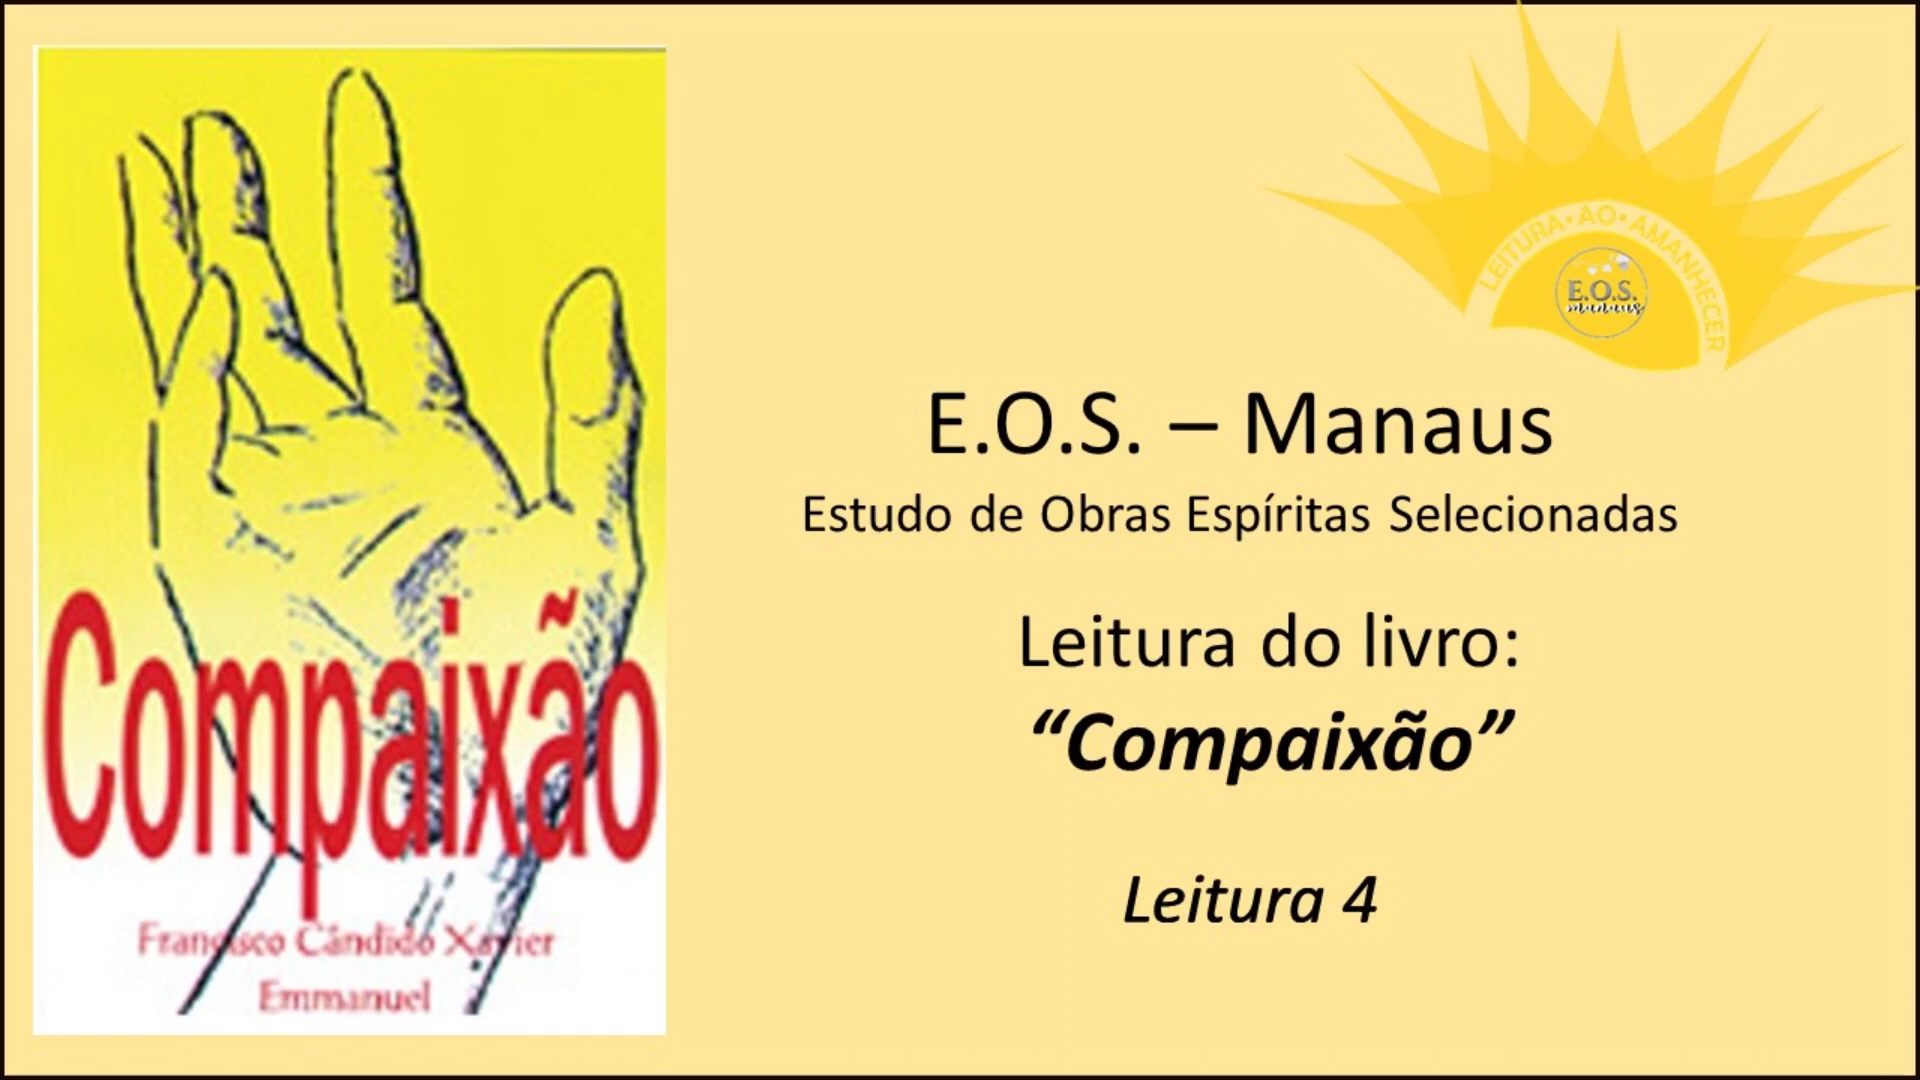 Compaixão
Francisco Cândido Xavier
Emmanuel
LEITURA • AO • AMANHECER
E.O.S.
manaus
E.O.S. – Manaus
Estudo de Obras Espíritas Selecionadas
Leitura do livro:
“Compaixão”
Leitura 4